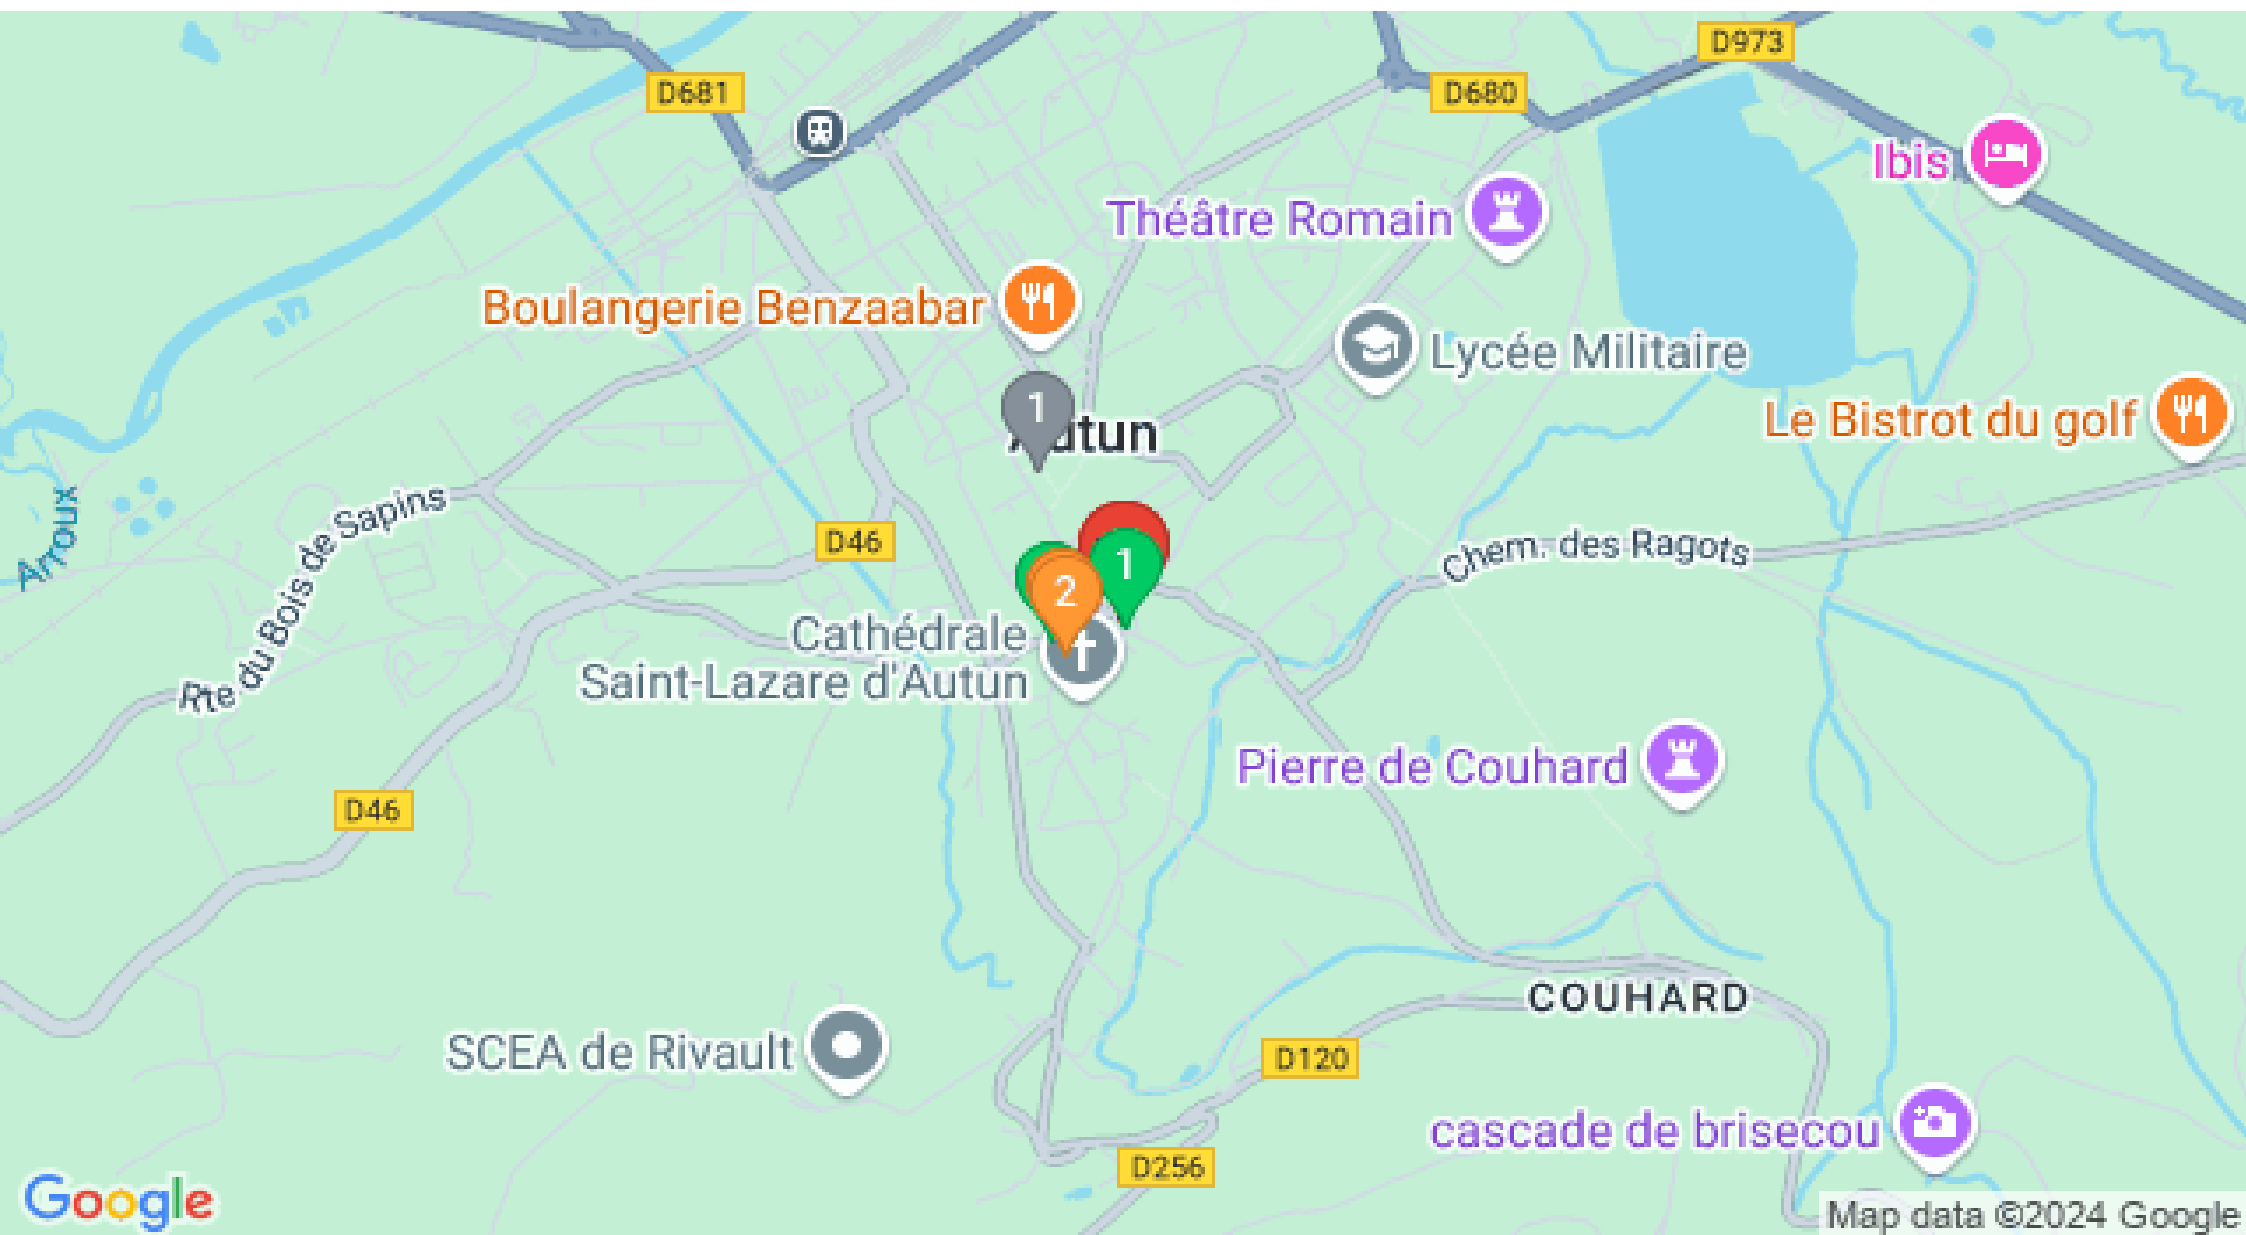 D973
D681
D680
Ibis
Théâtre Romain
Boulangerie Benzaabar
Lycée Militaire
1
Autun
Le Bistrot du golf
Arroux
Rte du Bois de Sapins
D46
Chem. des Ragots
1
2
Cathédrale
Saint-Lazare d'Autun
Pierre de Couhard
D46
COUHARD
SCEA de Rivault
D120
cascade de brisecou
D256
Google
Map data ©2024 Google